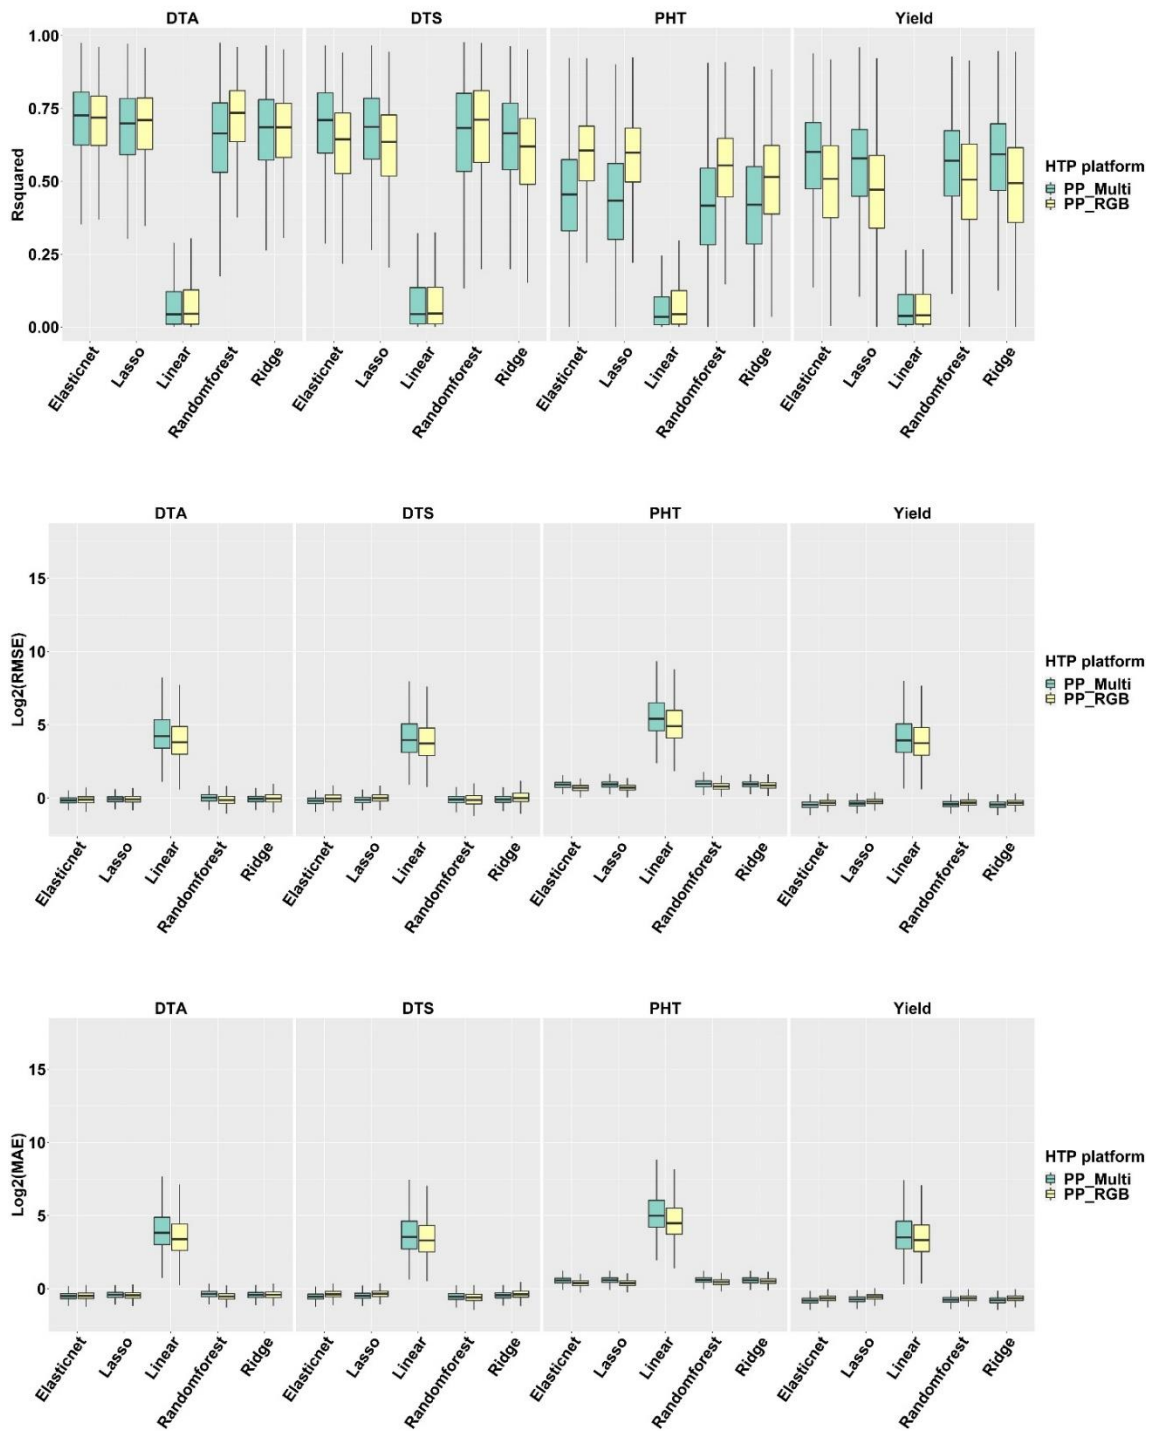 DTA DTS PHT Yield
1.00
0.75
0.50
0.25
0.00
Rsquared
Elasticnet Lasso Linear Randomforest Ridge Elasticnet Lasso Linear Randomforest Ridge Elasticnet Lasso Linear Randomforest Ridge Elasticnet Lasso Linear Randomforest Ridge
HTP platform
PP_Multi
PP_RGB
DTA DTS PHT Yield
15
10
5
0
Log2(RMSE)
Elasticnet Lasso Linear Randomforest Ridge Elasticnet Lasso Linear Randomforest Ridge Elasticnet Lasso Linear Randomforest Ridge Elasticnet Lasso Linear Randomforest Ridge
HTP platform
PP_Multi
PP_RGB
DTA DTS PHT Yield
15
10
5
0
Log2(MAE)
Elasticnet Lasso Linear Randomforest Ridge Elasticnet Lasso Linear Randomforest Ridge Elasticnet Lasso Linear Randomforest Ridge Elasticnet Lasso Linear Randomforest Ridge
HTP platform
PP_Multi
PP_RGB